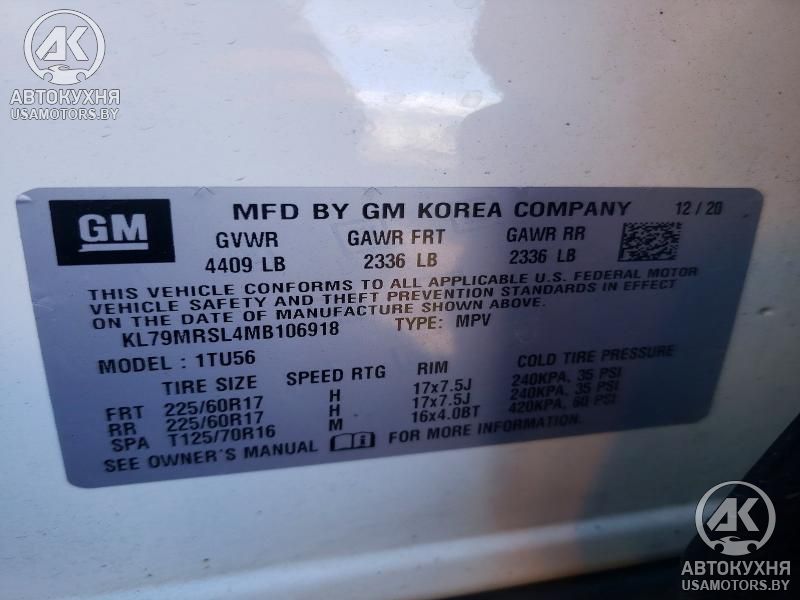 AK
АВТОКУХНЯ
USAMOTORS.BY
GM MFD BY GM KOREA COMPANY 12/20
GVWR GAWR FRT GAWR RR
4409 LB 2336 LB 2336 LB
THIS VEHICLE CONFORMS TO ALL APPLICABLE U.S. FEDERAL MOTOR
VEHICLE SAFETY AND THEFT PREVENTION STANDARDS IN EFFECT
ON THE DATE OF MANUFACTURE SHOWN ABOVE.
KL79MRSL4MB106918 TYPE: MPV
MODEL: 1TU56
TIRE SIZE SPEED RTG RIM COLD TIRE PRESSURE
FRT 225/60R17 H 17x7.5J 240KPA, 35 PSI
RR 225/60R17 H 17x7.5J 240KPA, 35 PSI
SPA T125/70R16 M 16x4.0BT 420KPA, 60 PSI
SEE OWNER'S MANUAL FOR MORE INFORMATION.
AK
АВТОКУХНЯ
USAMOTORS.BY